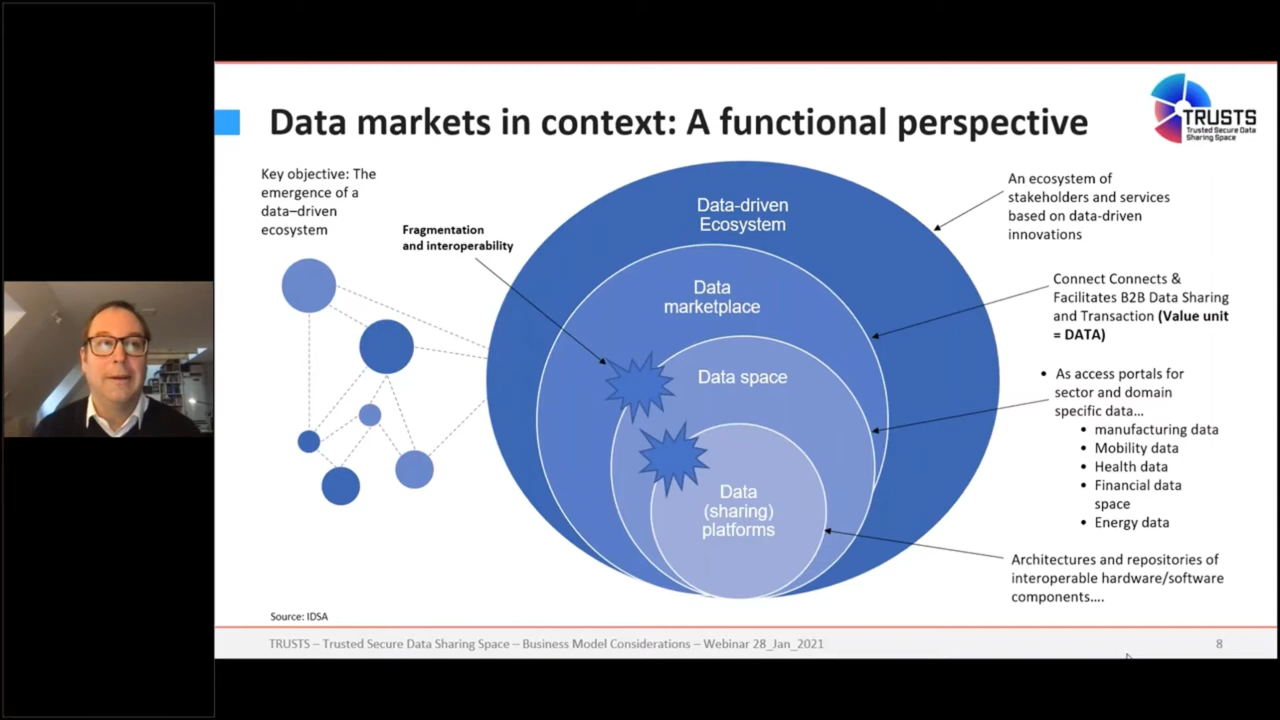 Data markets in context: A functional perspective
TRUSTS
Trusted Secure Data
Sharing Space
Key objective: The
emergence of a
data–driven
ecosystem
Fragmentation
and interoperability
Data-driven
Ecosystem
Data
marketplace
Data space
Data
(sharing)
platforms
An ecosystem of
stakeholders and services
based on data-driven
innovations
Connect Connects &
Facilitates B2B Data Sharing
and Transaction (Value unit
= DATA)
• As access portals for
sector and domain
specific data…
• manufacturing data
• Mobility data
• Health data
• Financial data
space
• Energy data
Architectures and repositories of
interoperable hardware/software
components….
Source: IDSA
TRUSTS – Trusted Secure Data Sharing Space – Business Model Considerations – Webinar 28_Jan_2021
8